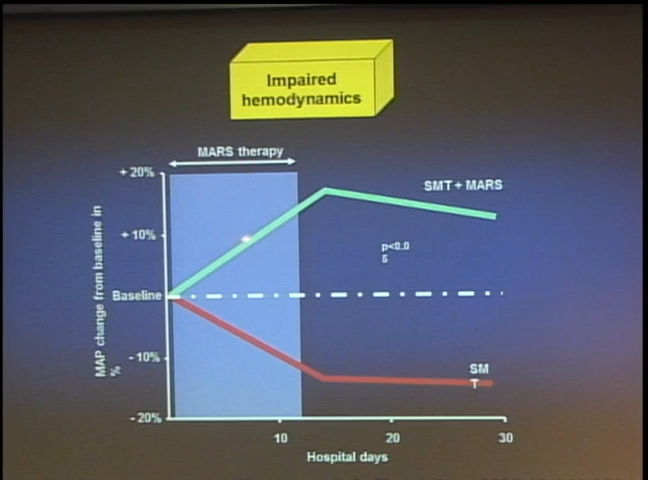 Impaired
hemodynamics
MARS therapy
+ 20%
SMT + MARS
+ 10%
p<0.0
5
MAP change from baseline in
%
Baseline
- 10%
SM
T
- 20%
10
20
30
Hospital days